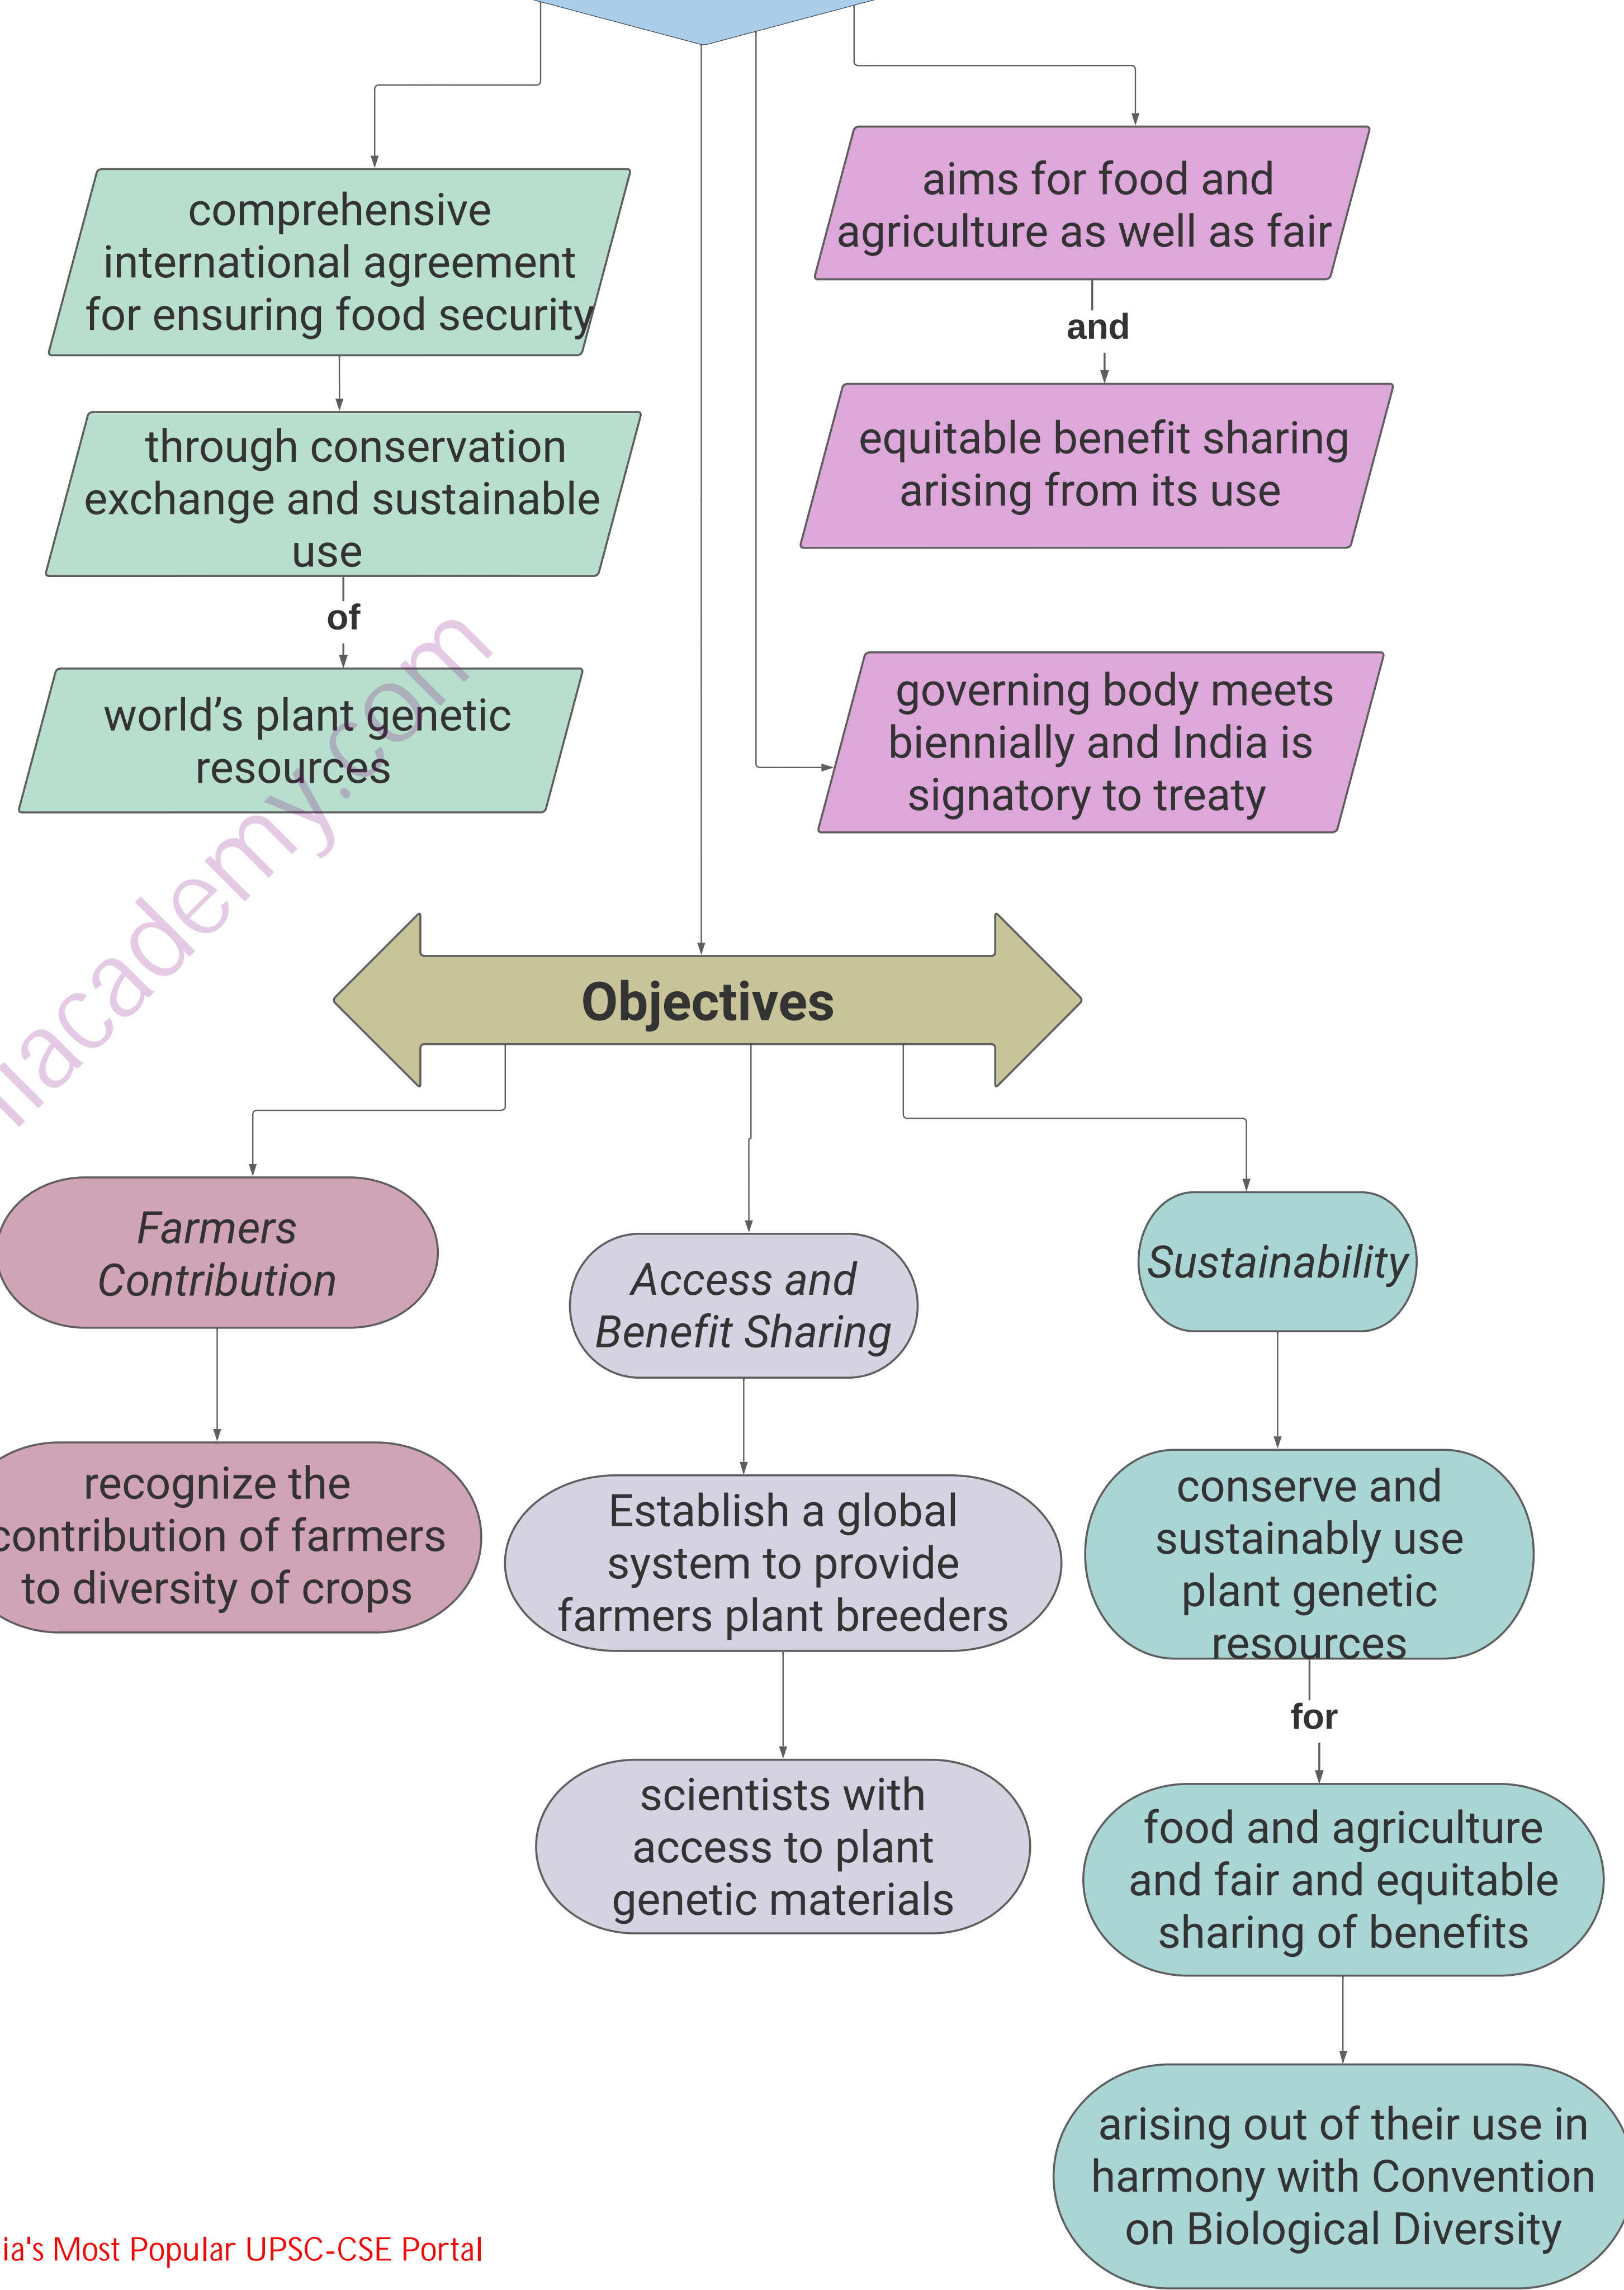 comprehensive
international agreement
for ensuring food security
through conservation
exchange and sustainable
use
of
world’s plant genetic
resources
aims for food and
agriculture as well as fair
and
equitable benefit sharing
arising from its use
governing body meets
biennially and India is
signatory to treaty
Objectives
Farmers
Contribution
recognize the
contribution of farmers
to diversity of crops
Access and
Benefit Sharing
Establish a global
system to provide
farmers plant breeders
scientists with
access to plant
genetic materials
Sustainability
conserve and
sustainably use
plant genetic
resources
for
food and agriculture
and fair and equitable
sharing of benefits
arising out of their use in
harmony with Convention
on Biological Diversity
Most Popular UPSC-CSE Portal